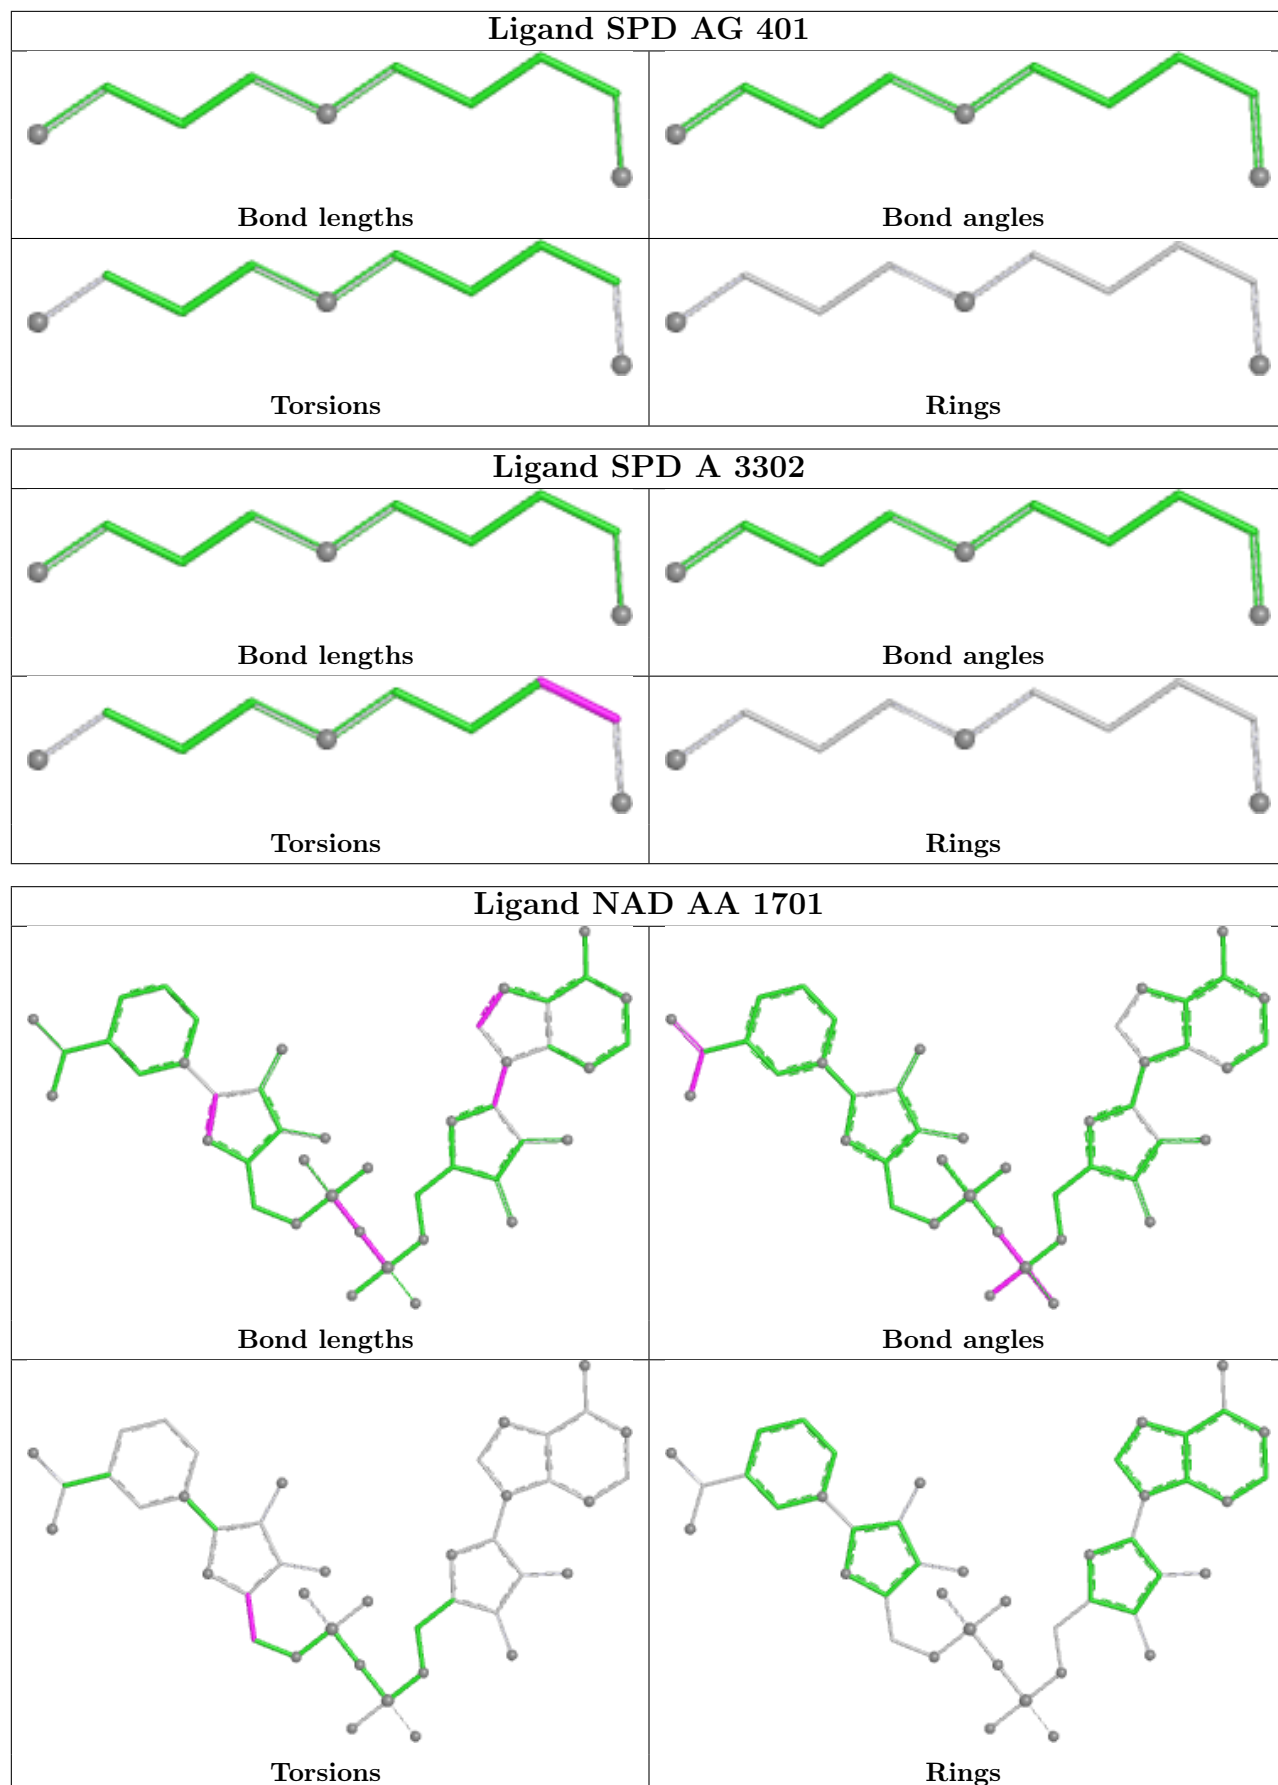 Ligand SPD AG 401
Bond lengths
Bond angles
Torsions
Rings
Ligand SPD A 3302
Bond lengths
Bond angles
Torsions
Rings
Ligand NAD AA 1701
Bond lengths
Bond angles
Torsions
Rings